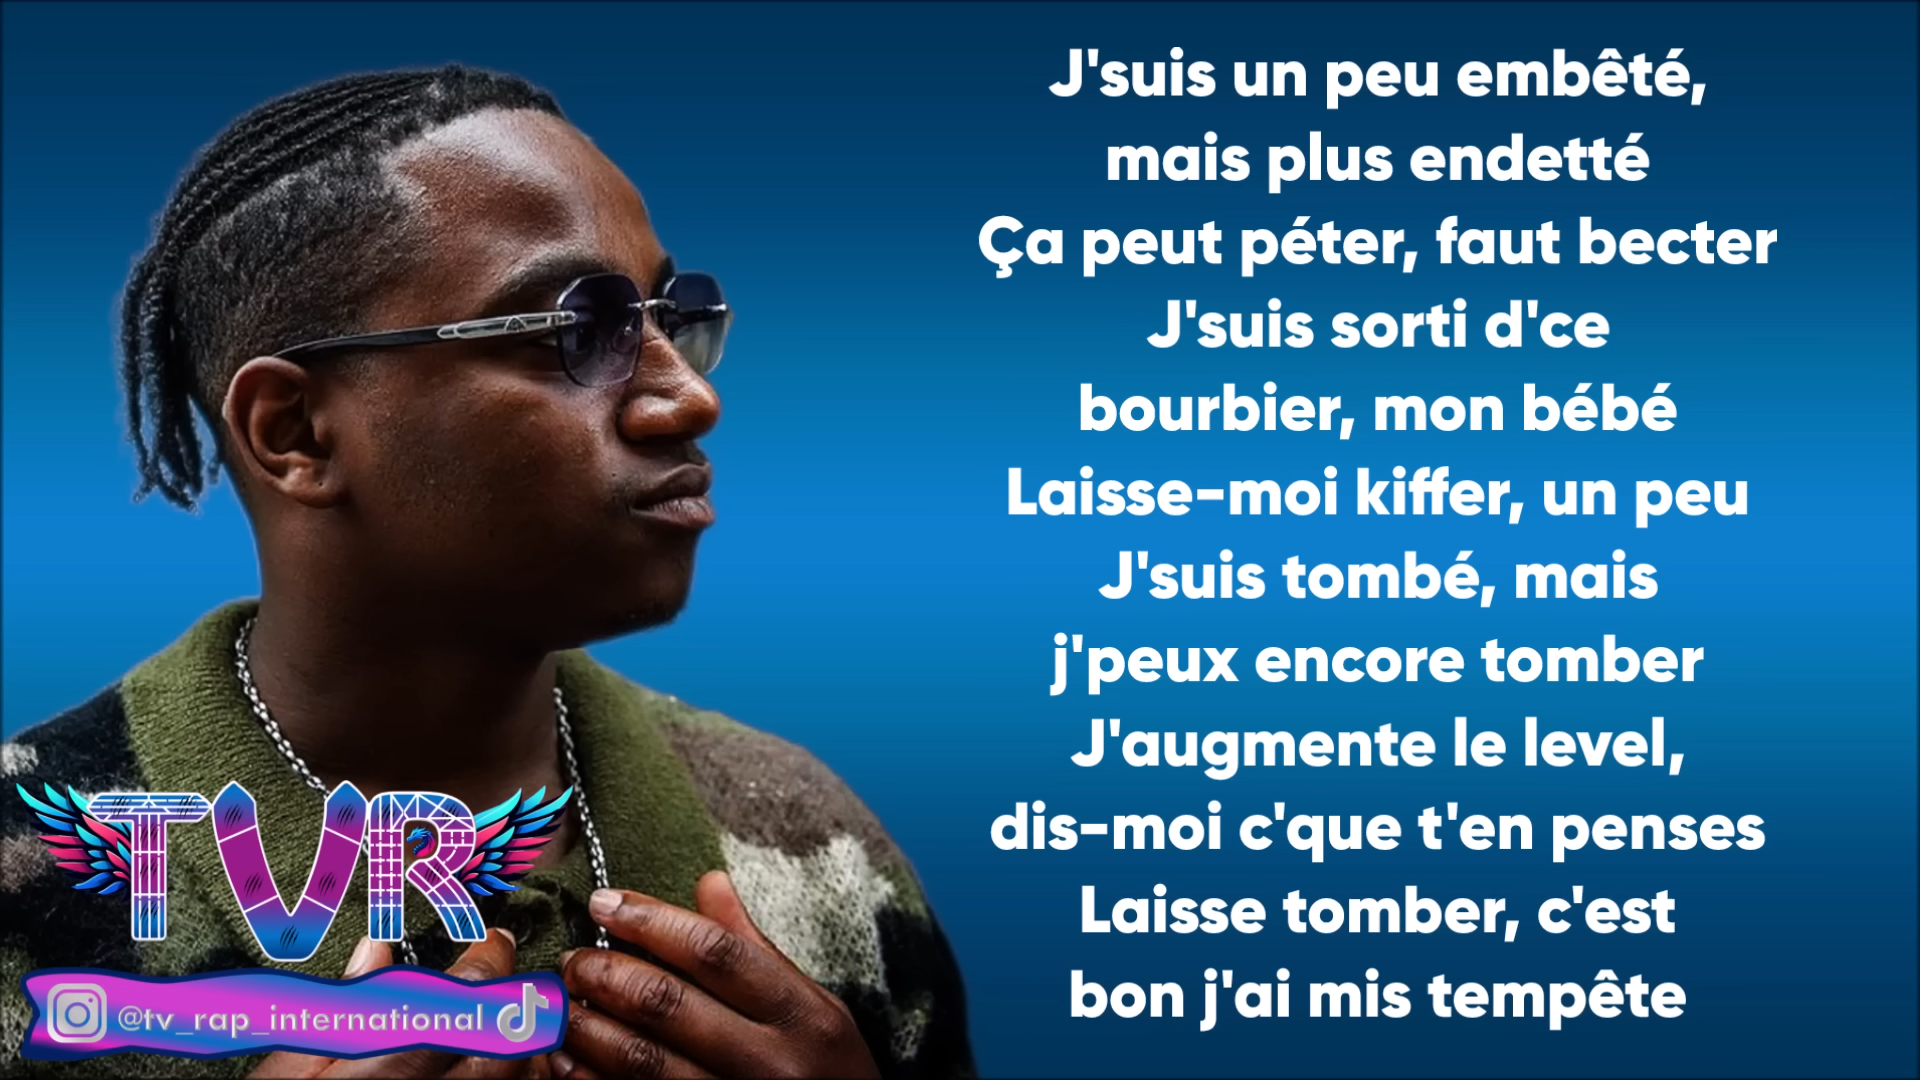 J'suis un peu embêté,
mais plus endetté
Ça peut péter, faut becter
J'suis sorti d'ce
bourbier, mon bébé
Laisse-moi kiffer, un peu
J'suis tombé, mais
j'peux encore tomber
J'augmente le level,
dis-moi c'que t'en penses
Laisse tomber, c'est
bon j'ai mis tempête
TVR
@tv_rap_international